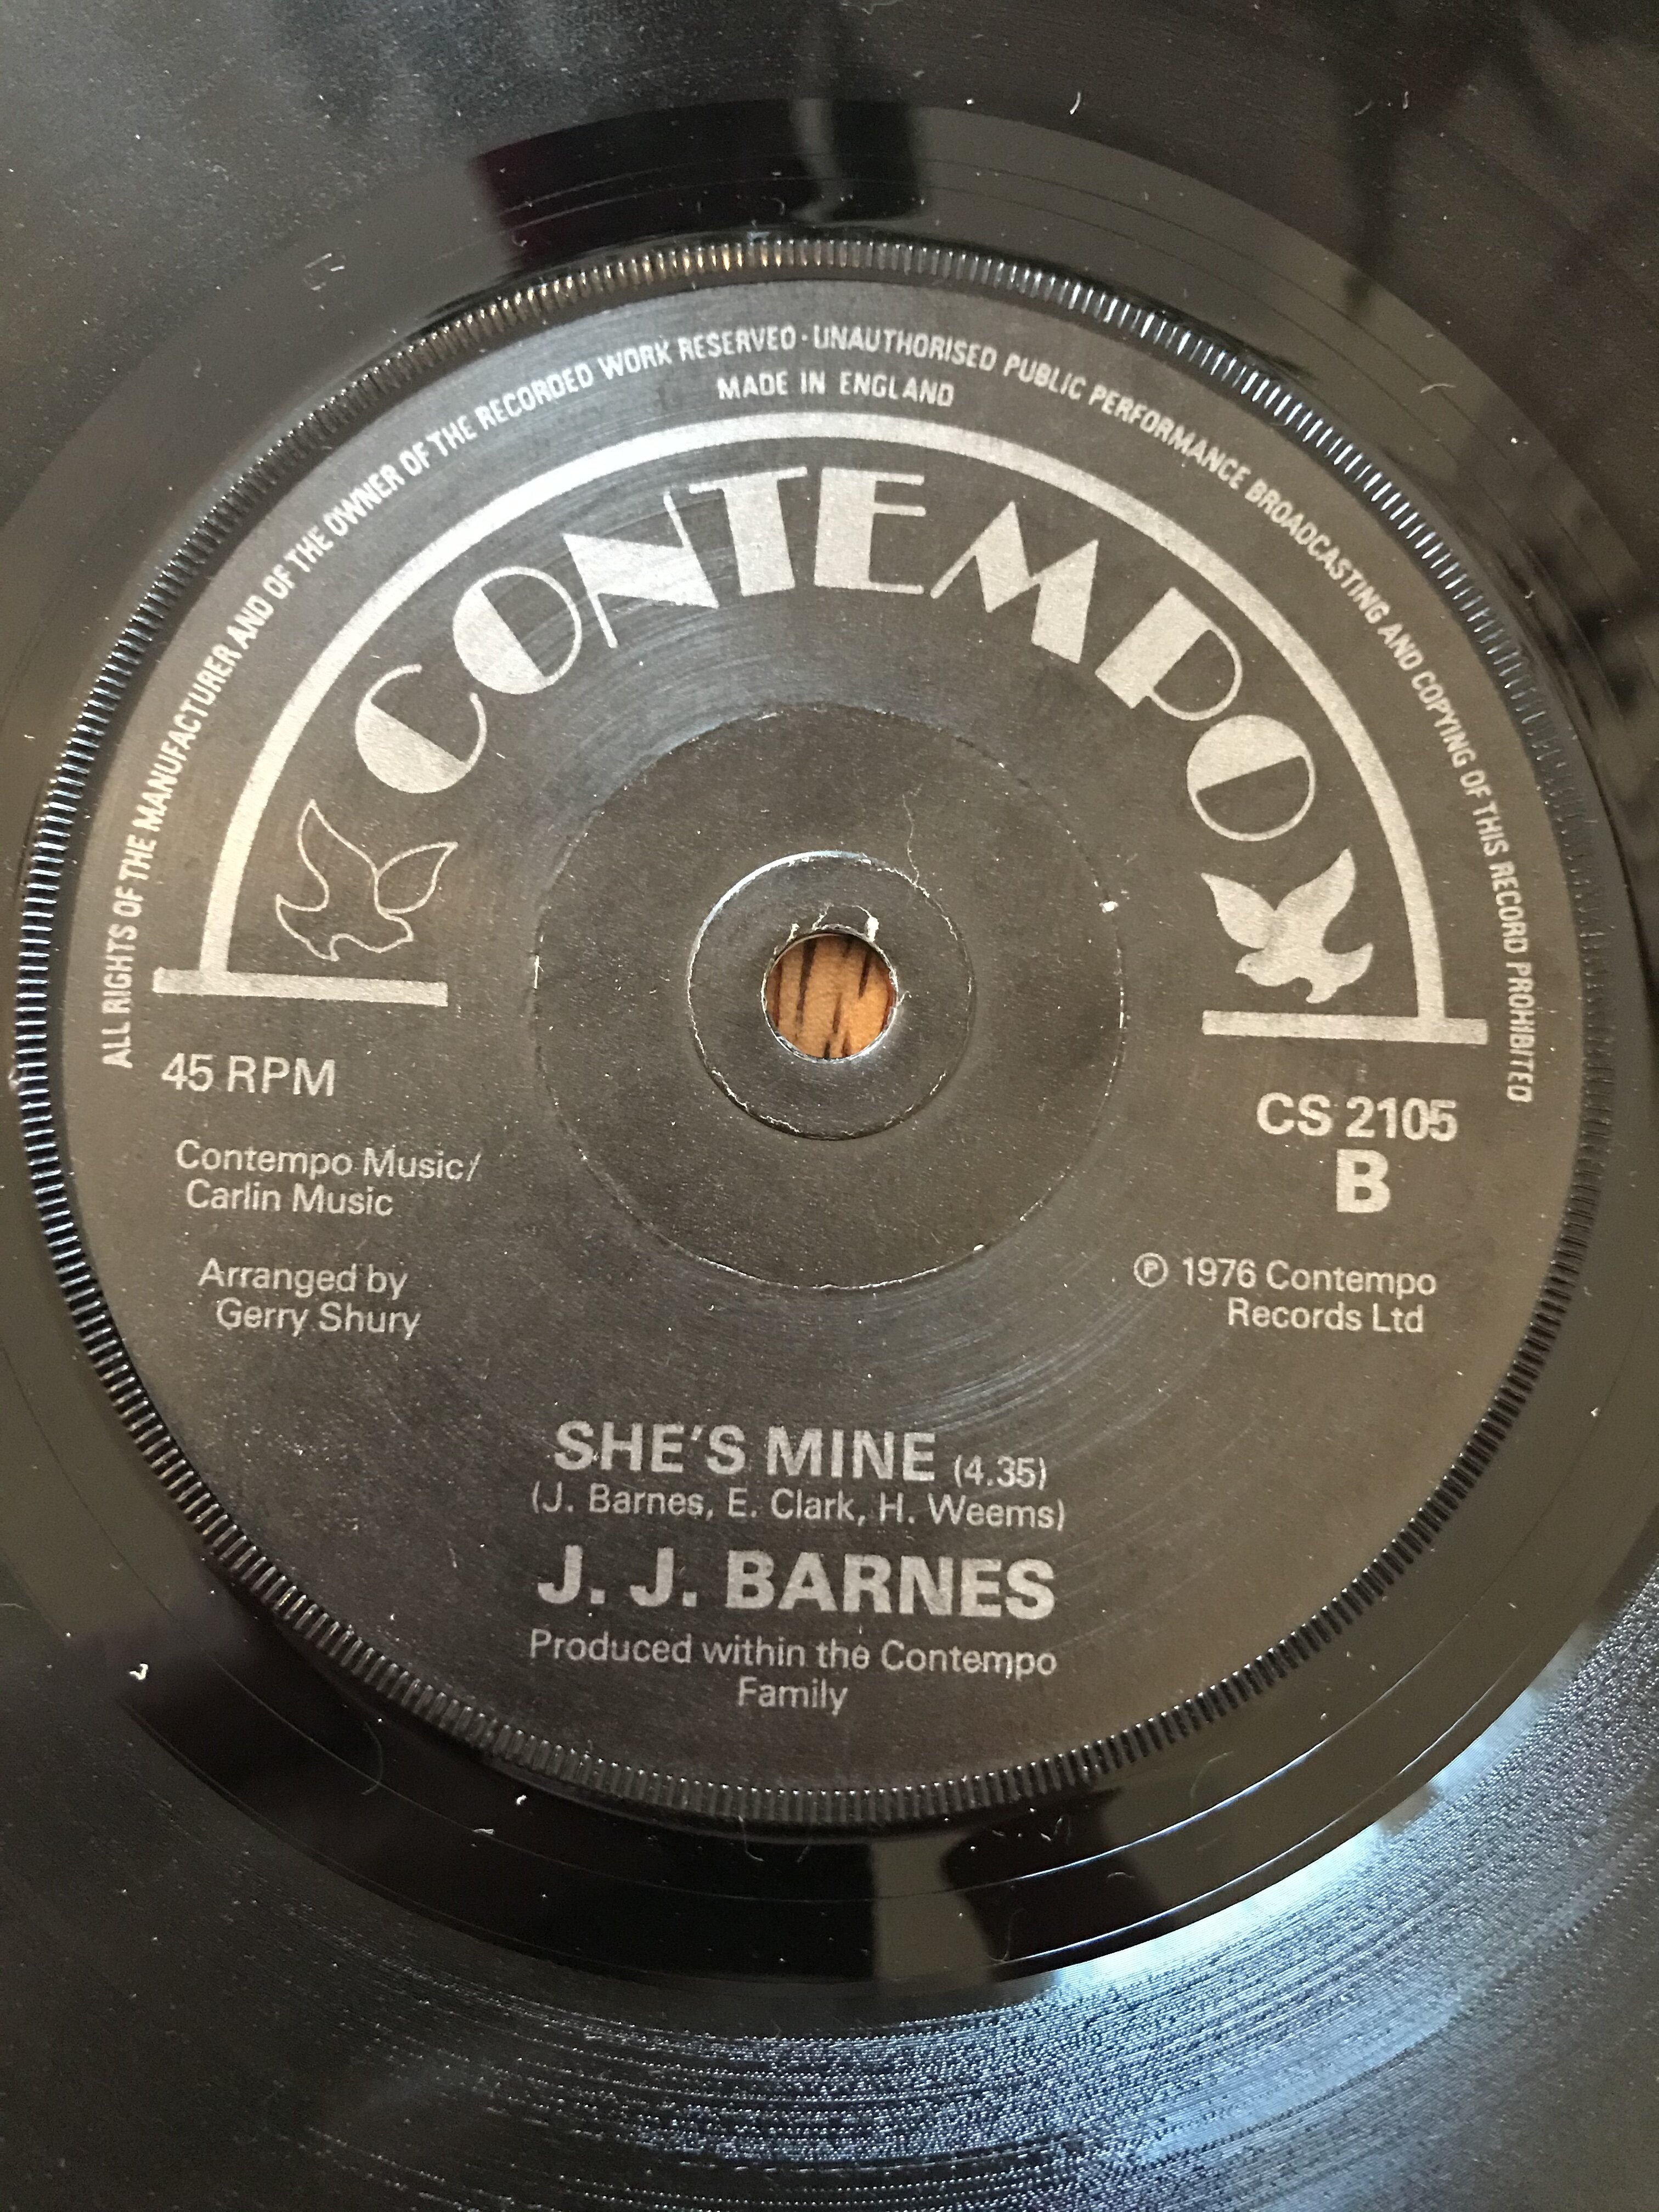 ALL RIGHTS OF THE MANUFACTURER AND OF THE OWNER OF THE RECORDED WORK RESERVED · UNAUTHORISED PUBLIC PERFORMANCE BROADCASTING AND COPYING OF THIS RECORD PROHIBITED
MADE IN ENGLAND
CONTEMPO
45 RPM
Contempo Music/
Carlin Music
Arranged by
Gerry Shury
CS 2105
B
℗ 1976 Contempo
Records Ltd
SHE'S MINE (4.35)
(J. Barnes, E. Clark, H. Weems)
J. J. BARNES
Produced within the Contempo
Family